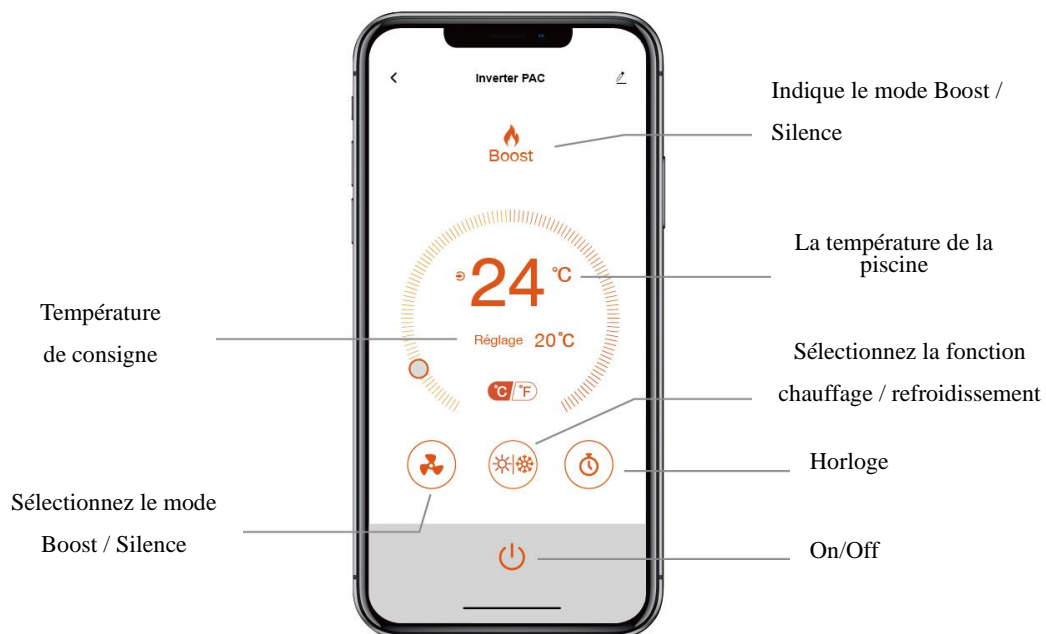 Inverter PAC
Indique le mode Boost /
Silence
Boost
La température de la
piscine
24 °C
Température
de consigne
Réglage 20°C
Sélectionnez la fonction
chauffage / refroidissement
°C/°F
Horloge
Sélectionnez le mode
Boost / Silence
On/Off